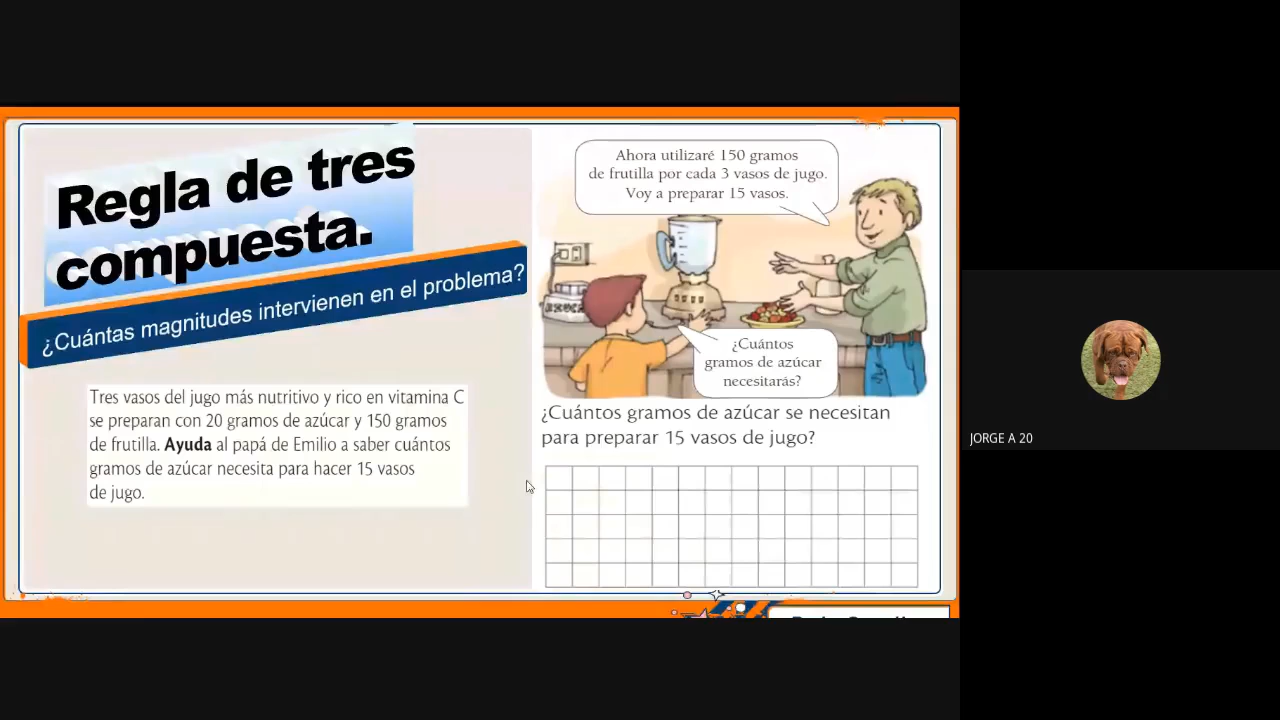 Regla de tres
compuesta.
¿Cuántas magnitudes intervienen en el problema?
Tres vasos del jugo más nutritivo y rico en vitamina C
se preparan con 20 gramos de azúcar y 150 gramos
de frutilla. Ayuda al papá de Emilio a saber cuántos
gramos de azúcar necesita para hacer 15 vasos
de jugo.
Ahora utilizaré 150 gramos
de frutilla por cada 3 vasos de jugo.
Voy a preparar 15 vasos.
¿Cuántos
gramos de azúcar
necesitarás?
¿Cuántos gramos de azúcar se necesitan
para preparar 15 vasos de jugo?
JORGE A 20